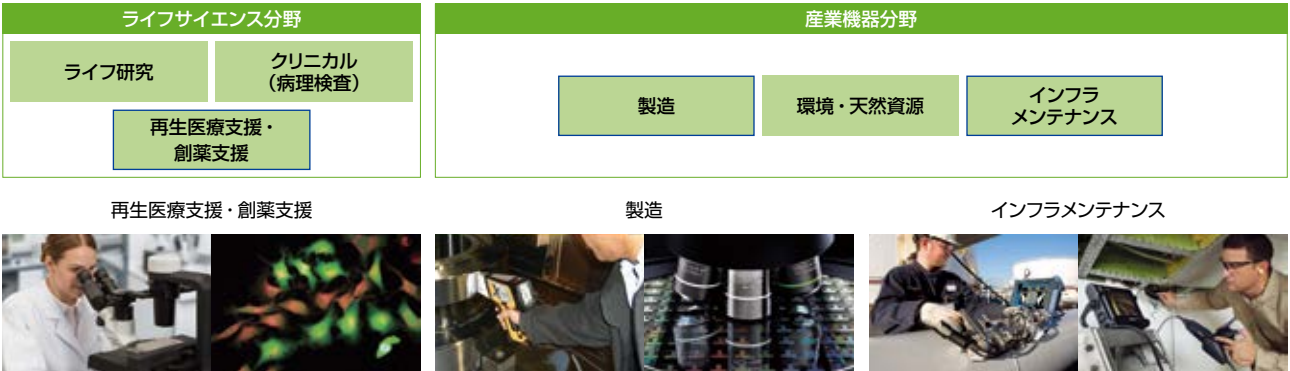 ライフサイエンス分野
ライフ研究
クリニカル
（病理検査）
再生医療支援・
創薬支援
産業機器分野
製造
環境・天然資源
インフラ
メンテナンス
再生医療支援・創薬支援
製造
インフラメンテナンス